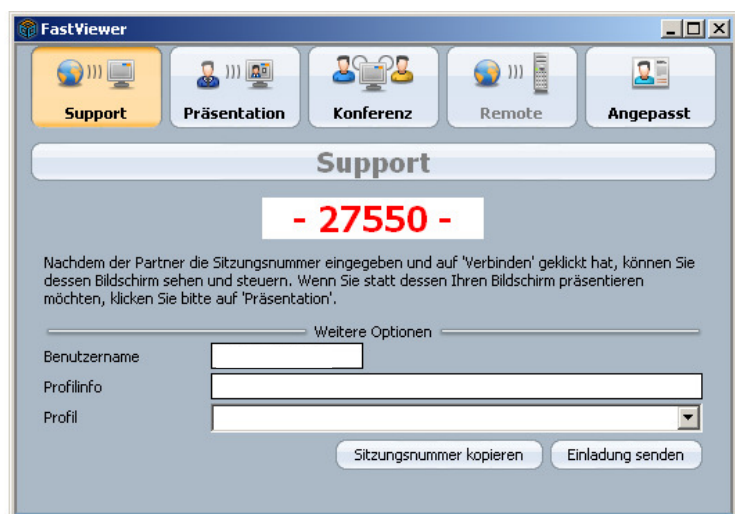 FastViewer
Support
Präsentation
Konferenz
Remote
Angepasst
Support
- 27550 -
Nachdem der Partner die Sitzungsnummer eingegeben und auf 'Verbinden' geklickt hat, können Sie
dessen Bildschirm sehen und steuern. Wenn Sie statt dessen Ihren Bildschirm präsentieren
möchten, klicken Sie bitte auf 'Präsentation'.
Weitere Optionen
Benutzername
Profilinfo
Profil
Sitzungsnummer kopieren
Einladung senden